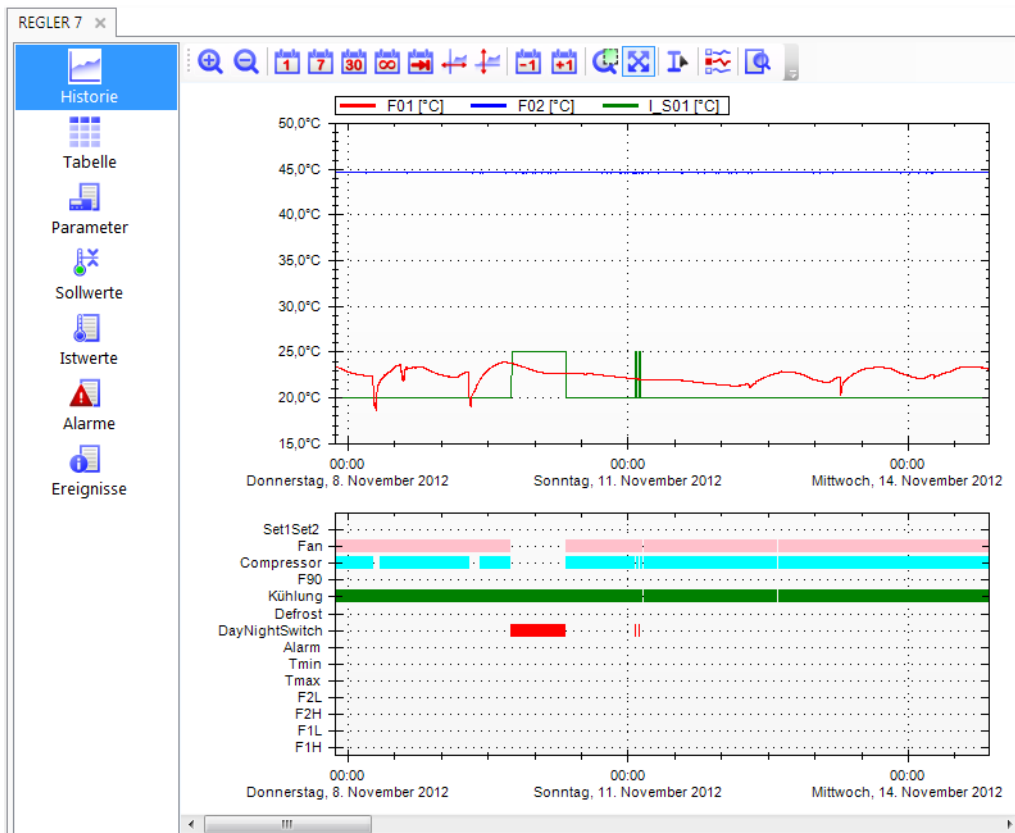 REGLER 7
Historie
Tabelle
Parameter
Sollwerte
Istwerte
Alarme
Ereignisse
1 7 30 ∞ -1 +1
F01 [°C] F02 [°C] I_S01 [°C]
50,0°C
45,0°C
40,0°C
35,0°C
30,0°C
25,0°C
20,0°C
15,0°C
00:00 00:00 00:00
Donnerstag, 8. November 2012 Sonntag, 11. November 2012 Mittwoch, 14. November 2012
Set1Set2
Fan
Compressor
F90
Kühlung
Defrost
DayNightSwitch
Alarm
Tmin
Tmax
F2L
F2H
F1L
F1H
00:00 00:00 00:00
Donnerstag, 8. November 2012 Sonntag, 11. November 2012 Mittwoch, 14. November 2012